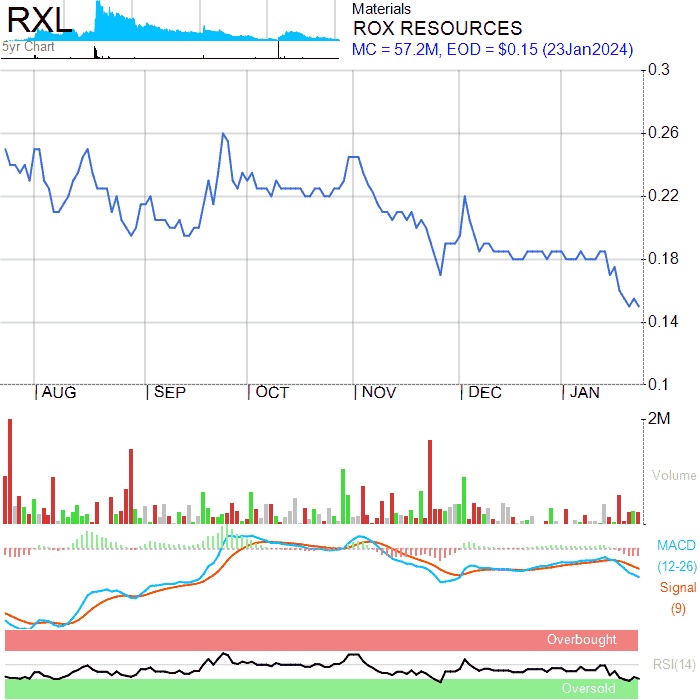 RXL
5yr Chart
Materials
ROX RESOURCES
MC = 57.2M, EOD = $0.15 (23Jan2024)
0.3
0.26
0.22
0.18
0.14
0.1
AUG SEP OCT NOV DEC JAN
2M
Volume
MACD
(12-26)
Signal
(9)
Overbought
RSI(14)
Oversold